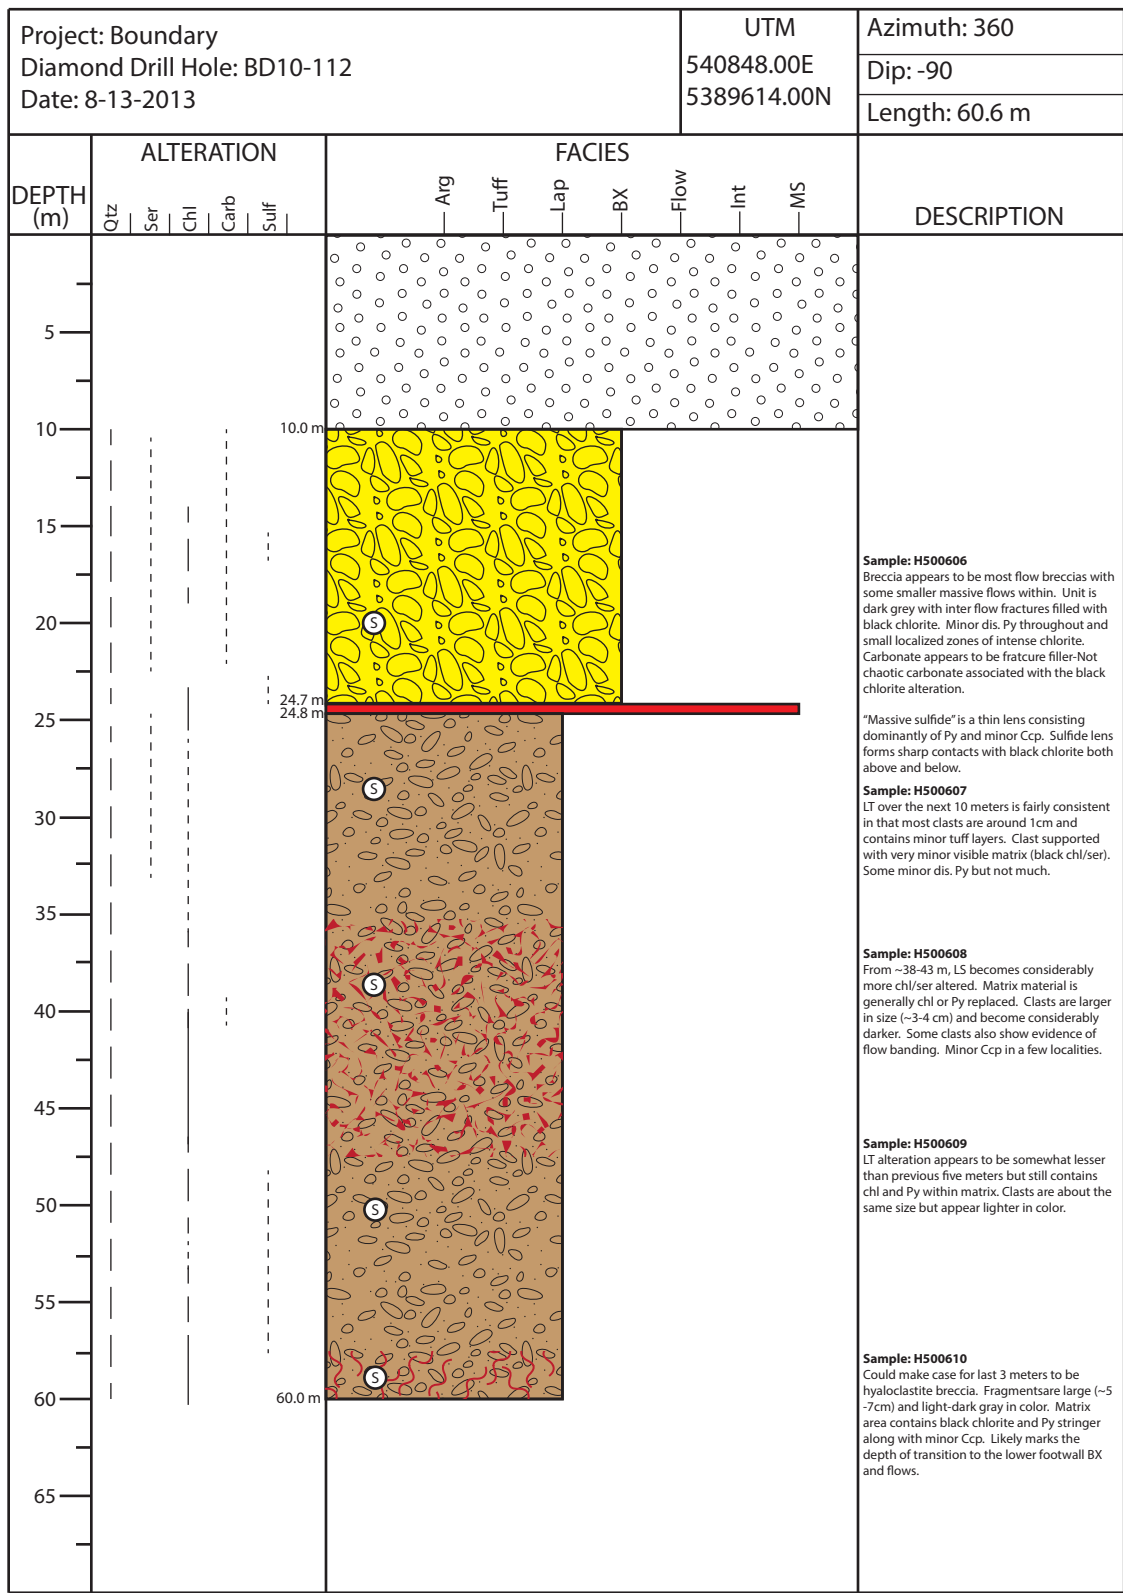 Project: Boundary
Diamond Drill Hole: BD10-112
Date: 8-13-2013
UTM
540848.00E
5389614.00N
Azimuth: 360
Dip: -90
Length: 60.6 m
DEPTH
(m)
ALTERATION
Qtz
Ser
Chl
Carb
Sulf
FACIES
Arg
Tuff
Lap
BX
Flow
Int
MS
DESCRIPTION
5
10
15
20
25
30
35
40
45
50
55
60
65
10.0 m
24.7 m
24.8 m
60.0 m
S
S
S
S
S
Sample: H500606
Breccia appears to be most flow breccias with
some smaller massive flows within. Unit is
dark grey with inter flow fractures filled with
black chlorite. Minor dis. Py throughout and
small localized zones of intense chlorite.
Carbonate appears to be fratcure filler-Not
chaotic carbonate associated with the black
chlorite alteration.
"Massive sulfide" is a thin lens consisting
dominantly of Py and minor Ccp. Sulfide lens
forms sharp contacts with black chlorite both
above and below.
Sample: H500607
LT over the next 10 meters is fairly consistent
in that most clasts are around 1cm and
contains minor tuff layers. Clast supported
with very minor visible matrix (black chl/ser).
Some minor dis. Py but not much.
Sample: H500608
From ~38-43 m, LS becomes considerably
more chl/ser altered. Matrix material is
generally chl or Py replaced. Clasts are larger
in size (~3-4 cm) and become considerably
darker. Some clasts also show evidence of
flow banding. Minor Ccp in a few localities.
Sample: H500609
LT alteration appears to be somewhat lesser
than previous five meters but still contains
chl and Py within matrix. Clasts are about the
same size but appear lighter in color.
Sample: H500610
Could make case for last 3 meters to be
hyaloclastite breccia. Fragmentsare large (~5
-7cm) and light-dark gray in color. Matrix
area contains black chlorite and Py stringer
along with minor Ccp. Likely marks the
depth of transition to the lower footwall BX
and flows.